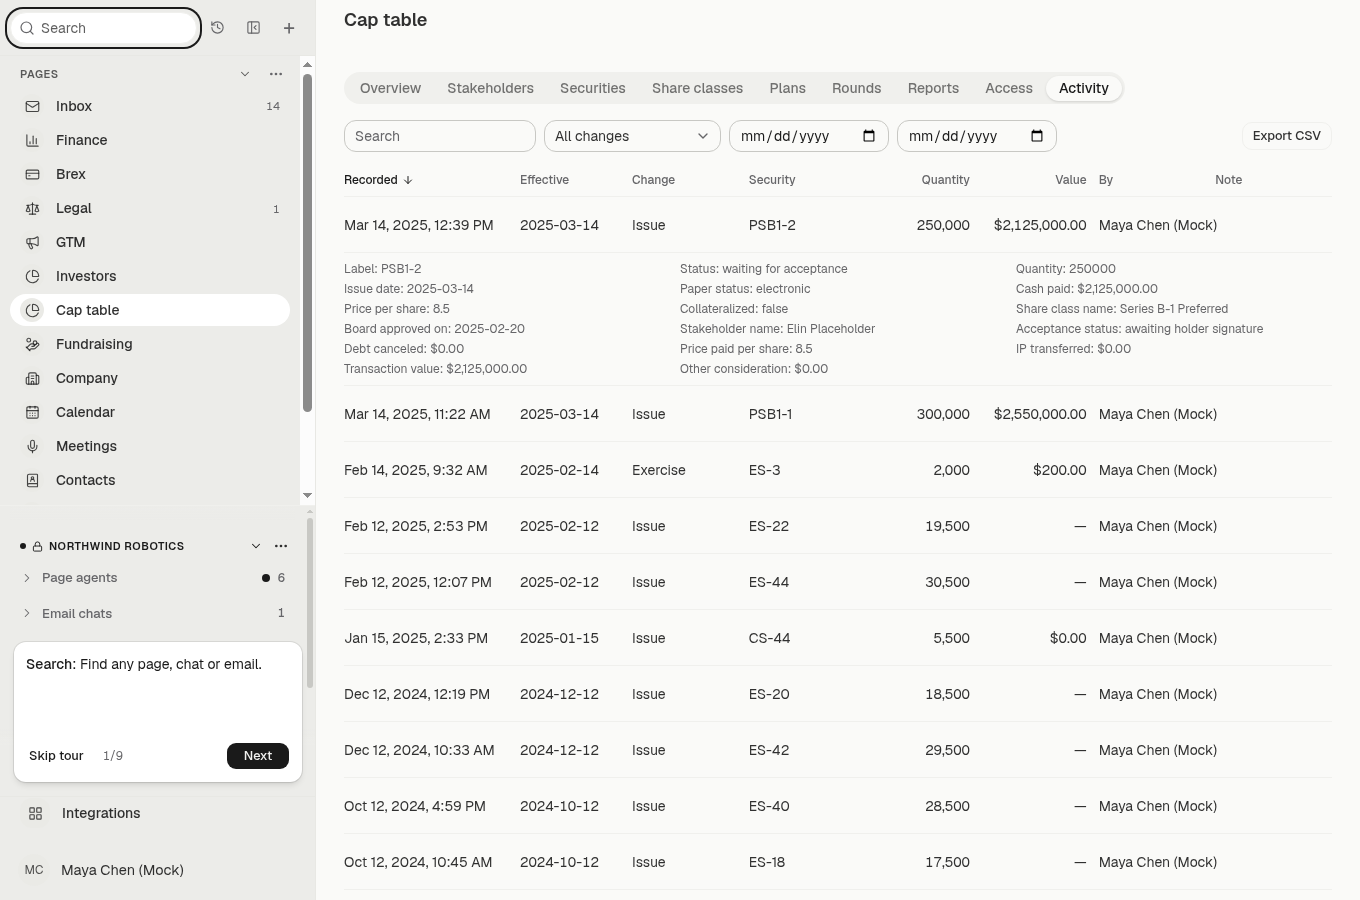 Search
PAGES
Inbox 14
Finance
Brex
Legal 1
GTM
Investors
Cap table
Fundraising
Company
Calendar
Meetings
Contacts
NORTHWIND ROBOTICS
Page agents 6
Email chats 1
Search: Find any page, chat or email.
Skip tour 1/9 Next
Integrations
MC Maya Chen (Mock)
Cap table
Overview Stakeholders Securities Share classes Plans Rounds Reports Access Activity
Search All changes mm/dd/yyyy mm/dd/yyyy Export CSV
Recorded ↓ Effective Change Security Quantity Value By Note
Mar 14, 2025, 12:39 PM 2025-03-14 Issue PSB1-2 250,000 $2,125,000.00 Maya Chen (Mock)
Label: PSB1-2 Status: waiting for acceptance Quantity: 250000
Issue date: 2025-03-14 Paper status: electronic Cash paid: $2,125,000.00
Price per share: 8.5 Collateralized: false Share class name: Series B-1 Preferred
Board approved on: 2025-02-20 Stakeholder name: Elin Placeholder Acceptance status: awaiting holder signature
Debt canceled: $0.00 Price paid per share: 8.5 IP transferred: $0.00
Transaction value: $2,125,000.00 Other consideration: $0.00
Mar 14, 2025, 11:22 AM 2025-03-14 Issue PSB1-1 300,000 $2,550,000.00 Maya Chen (Mock)
Feb 14, 2025, 9:32 AM 2025-02-14 Exercise ES-3 2,000 $200.00 Maya Chen (Mock)
Feb 12, 2025, 2:53 PM 2025-02-12 Issue ES-22 19,500 — Maya Chen (Mock)
Feb 12, 2025, 12:07 PM 2025-02-12 Issue ES-44 30,500 — Maya Chen (Mock)
Jan 15, 2025, 2:33 PM 2025-01-15 Issue CS-44 5,500 $0.00 Maya Chen (Mock)
Dec 12, 2024, 12:19 PM 2024-12-12 Issue ES-20 18,500 — Maya Chen (Mock)
Dec 12, 2024, 10:33 AM 2024-12-12 Issue ES-42 29,500 — Maya Chen (Mock)
Oct 12, 2024, 4:59 PM 2024-10-12 Issue ES-40 28,500 — Maya Chen (Mock)
Oct 12, 2024, 10:45 AM 2024-10-12 Issue ES-18 17,500 — Maya Chen (Mock)